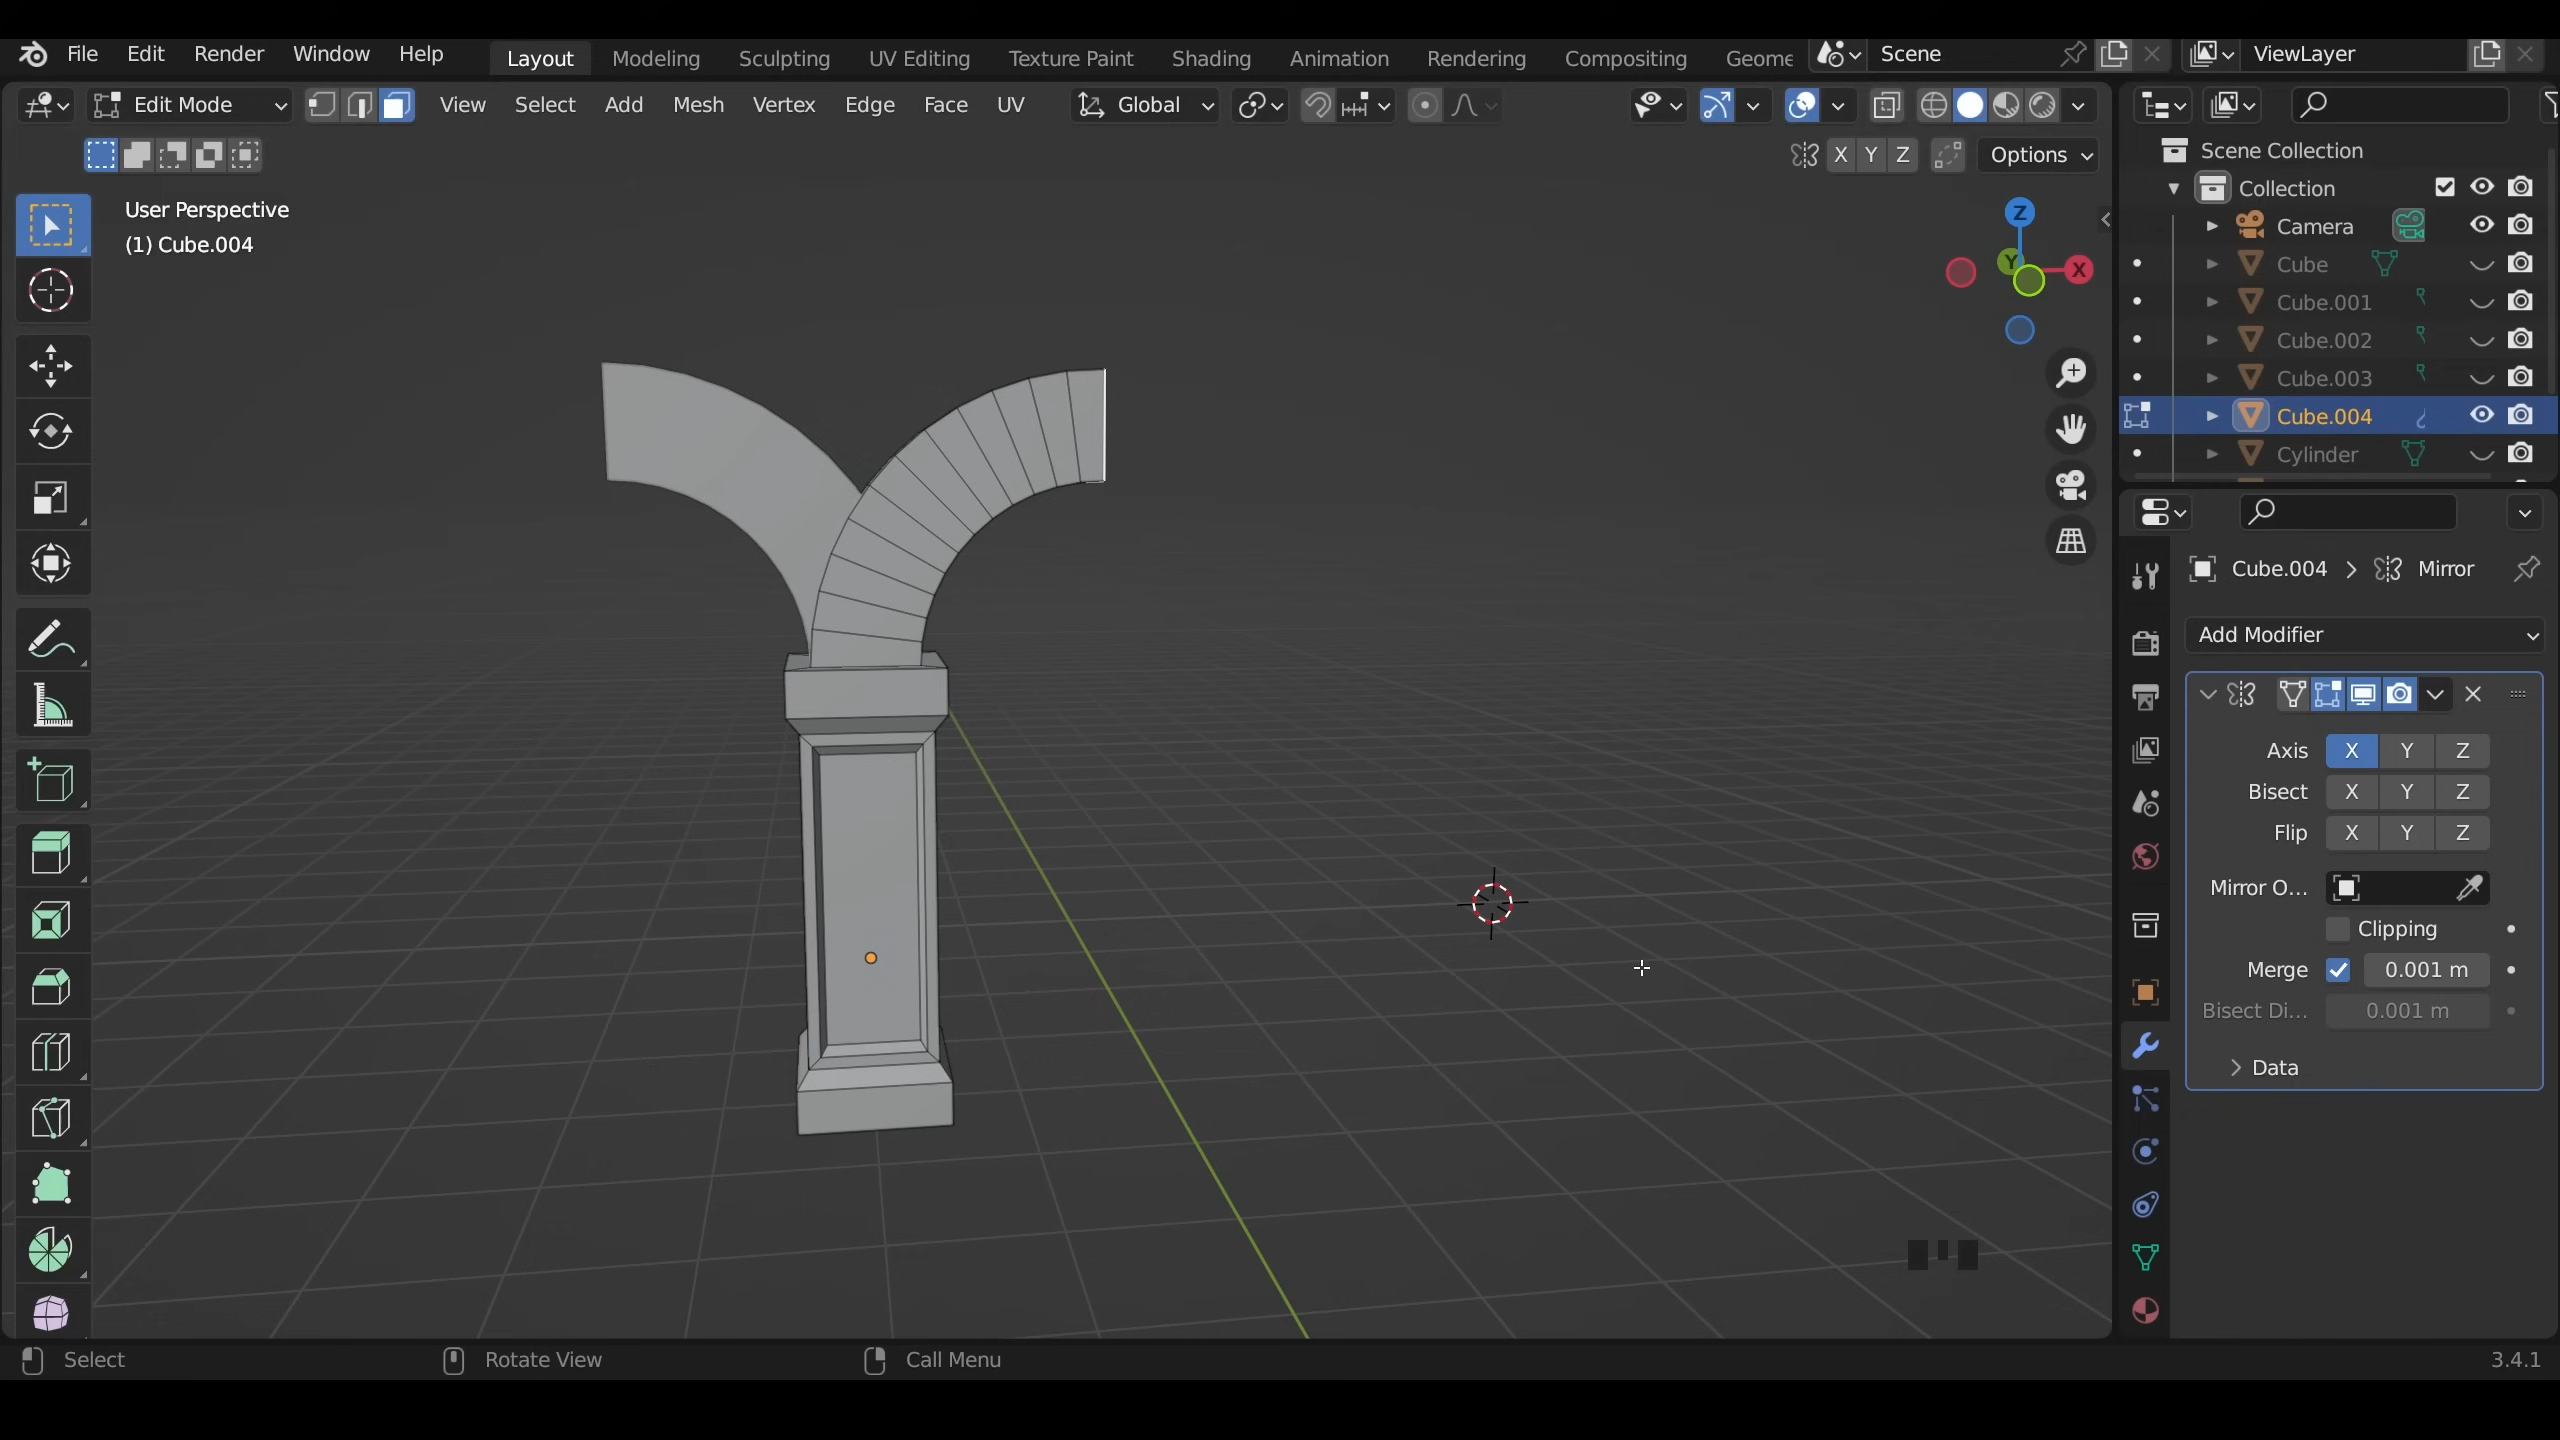 File Edit Render Window Help Layout Modeling Sculpting UV Editing Texture Paint Shading Animation Rendering Compositing Geome Scene ViewLayer
Edit Mode View Select Add Mesh Vertex Edge Face UV Global
X Y Z Options
User Perspective
(1) Cube.004
Z
Y
X
Scene Collection
Collection
Camera
Cube
Cube.001
Cube.002
Cube.003
Cube.004
Cylinder
Cube.004 > Mirror
Add Modifier
Axis X Y Z
Bisect X Y Z
Flip X Y Z
Mirror O...
Clipping
Merge 0.001 m
Bisect Di... 0.001 m
Data
Select Rotate View Call Menu 3.4.1